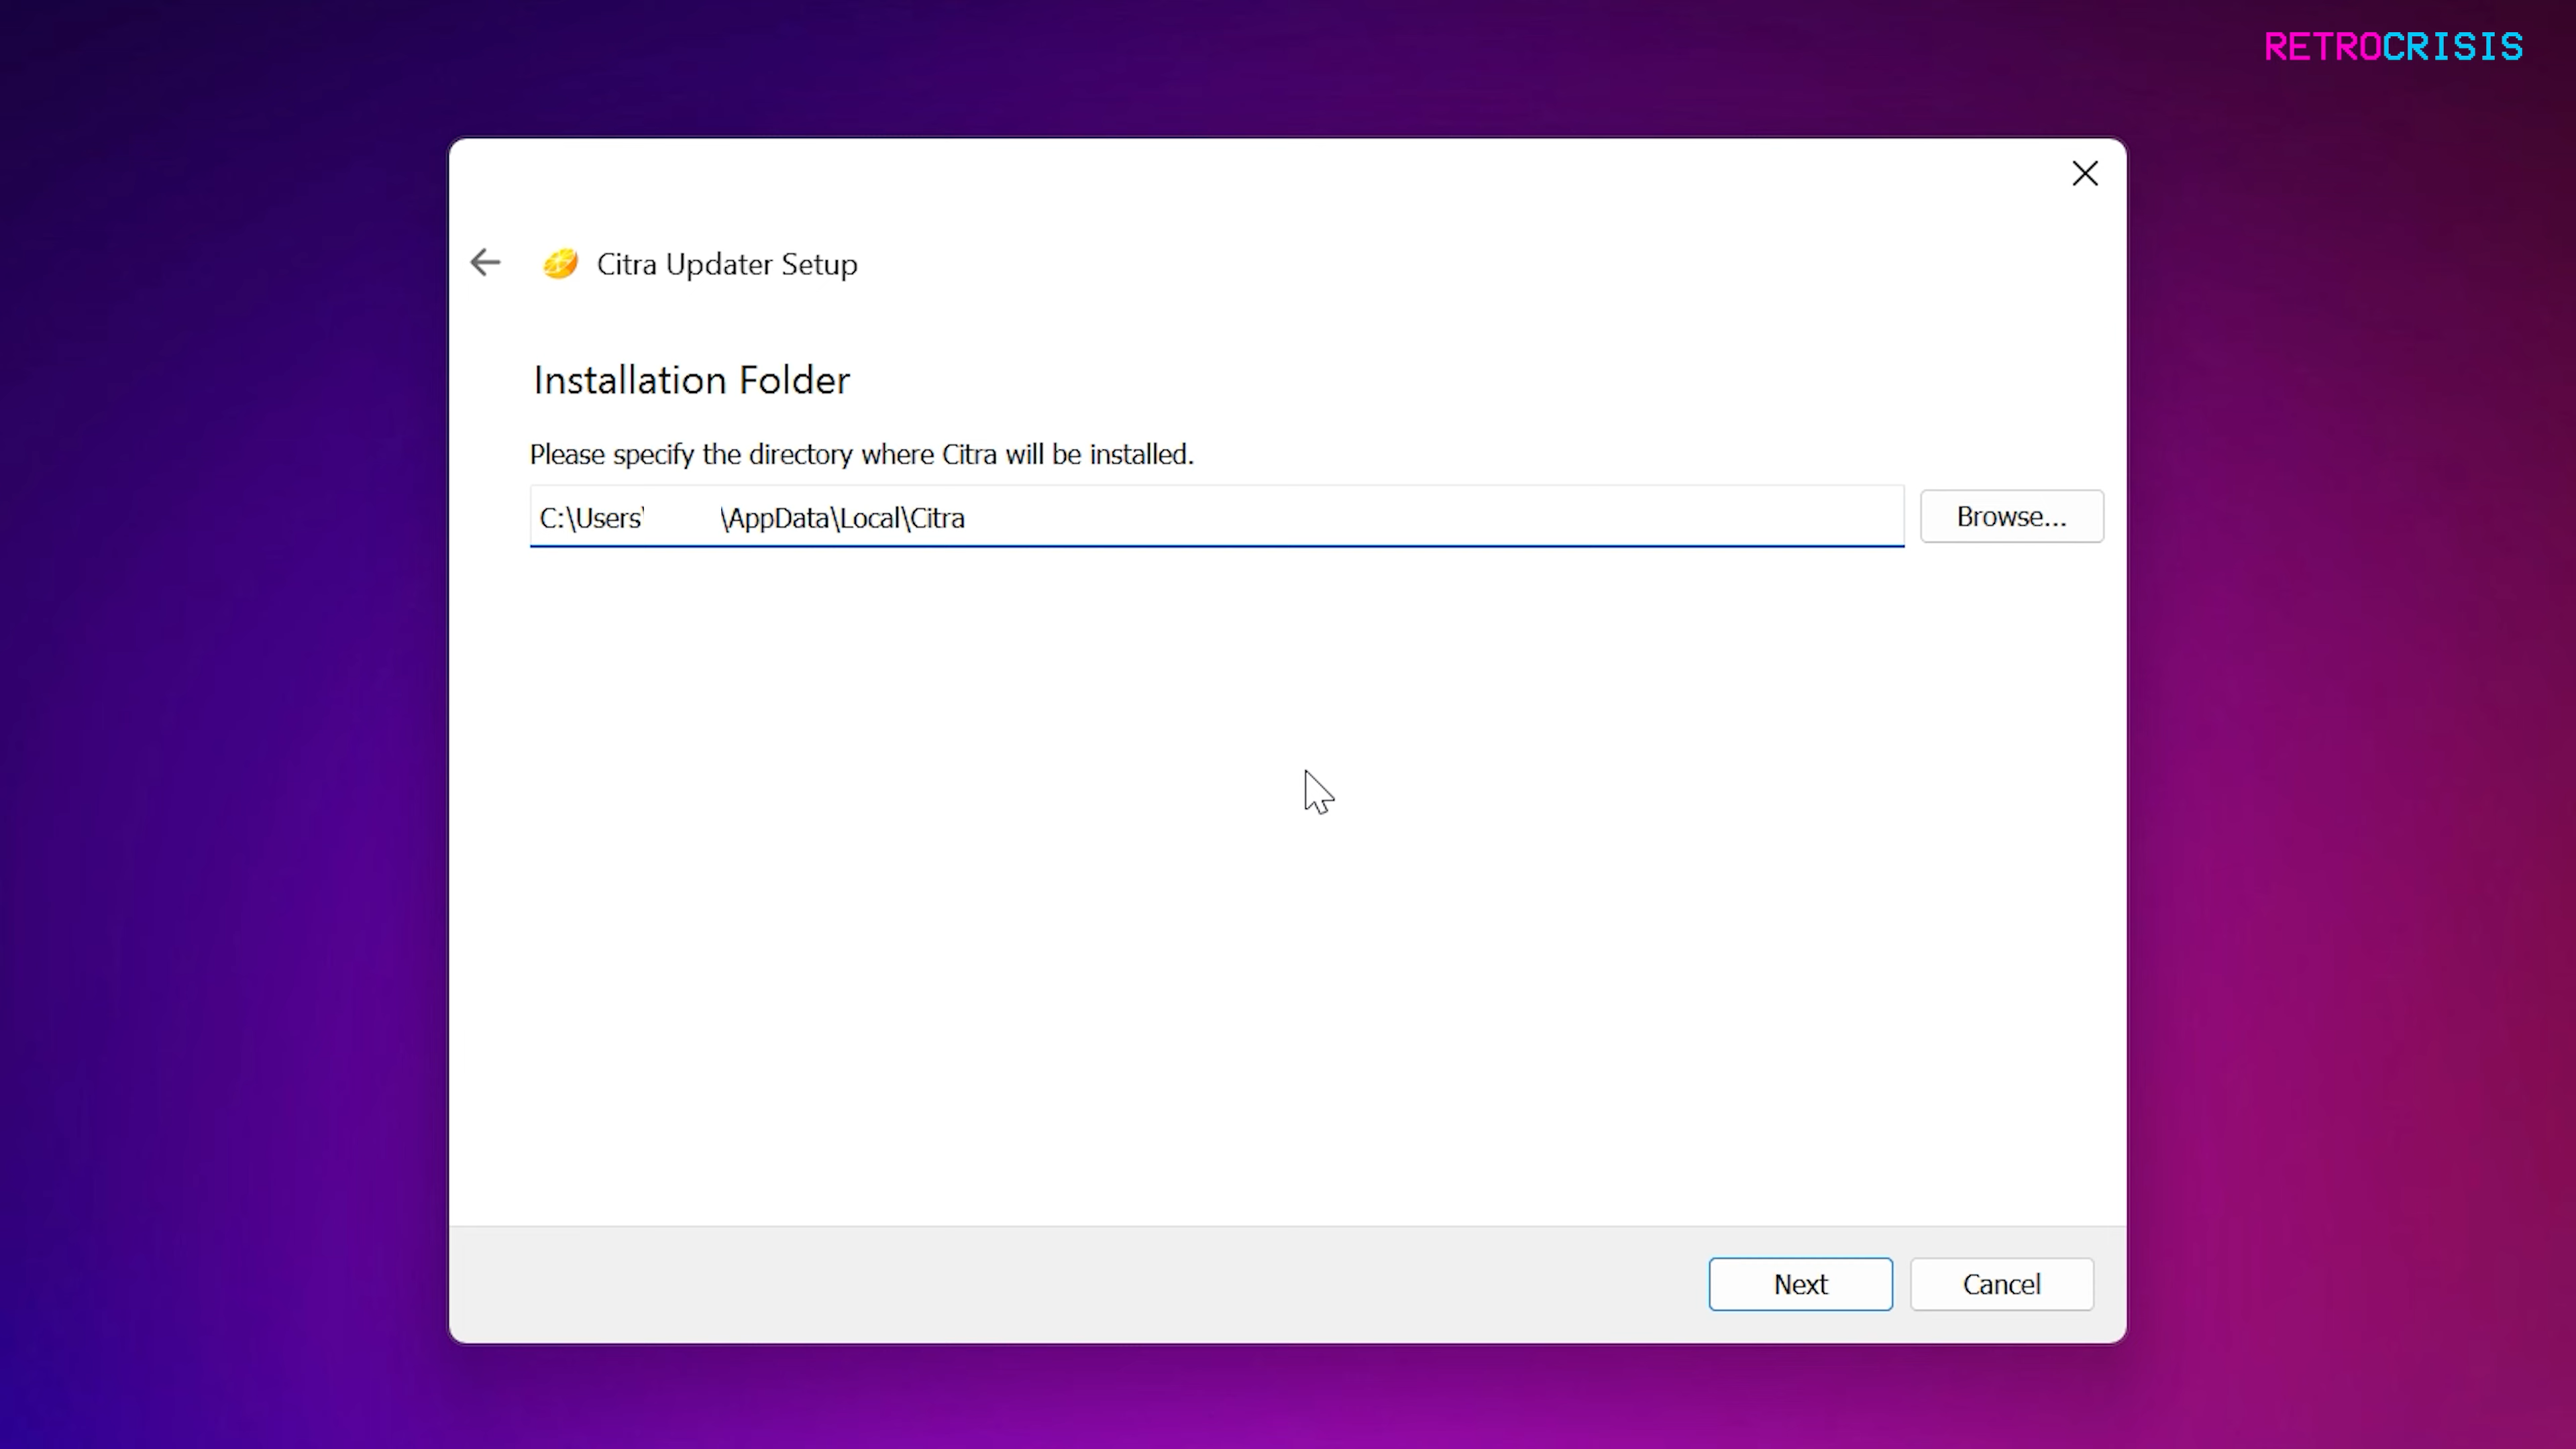 RETROCRISIS
Citra Updater Setup
Installation Folder
Please specify the directory where Citra will be installed.
C:\Users\ \AppData\Local\Citra
Browse...
Next
Cancel